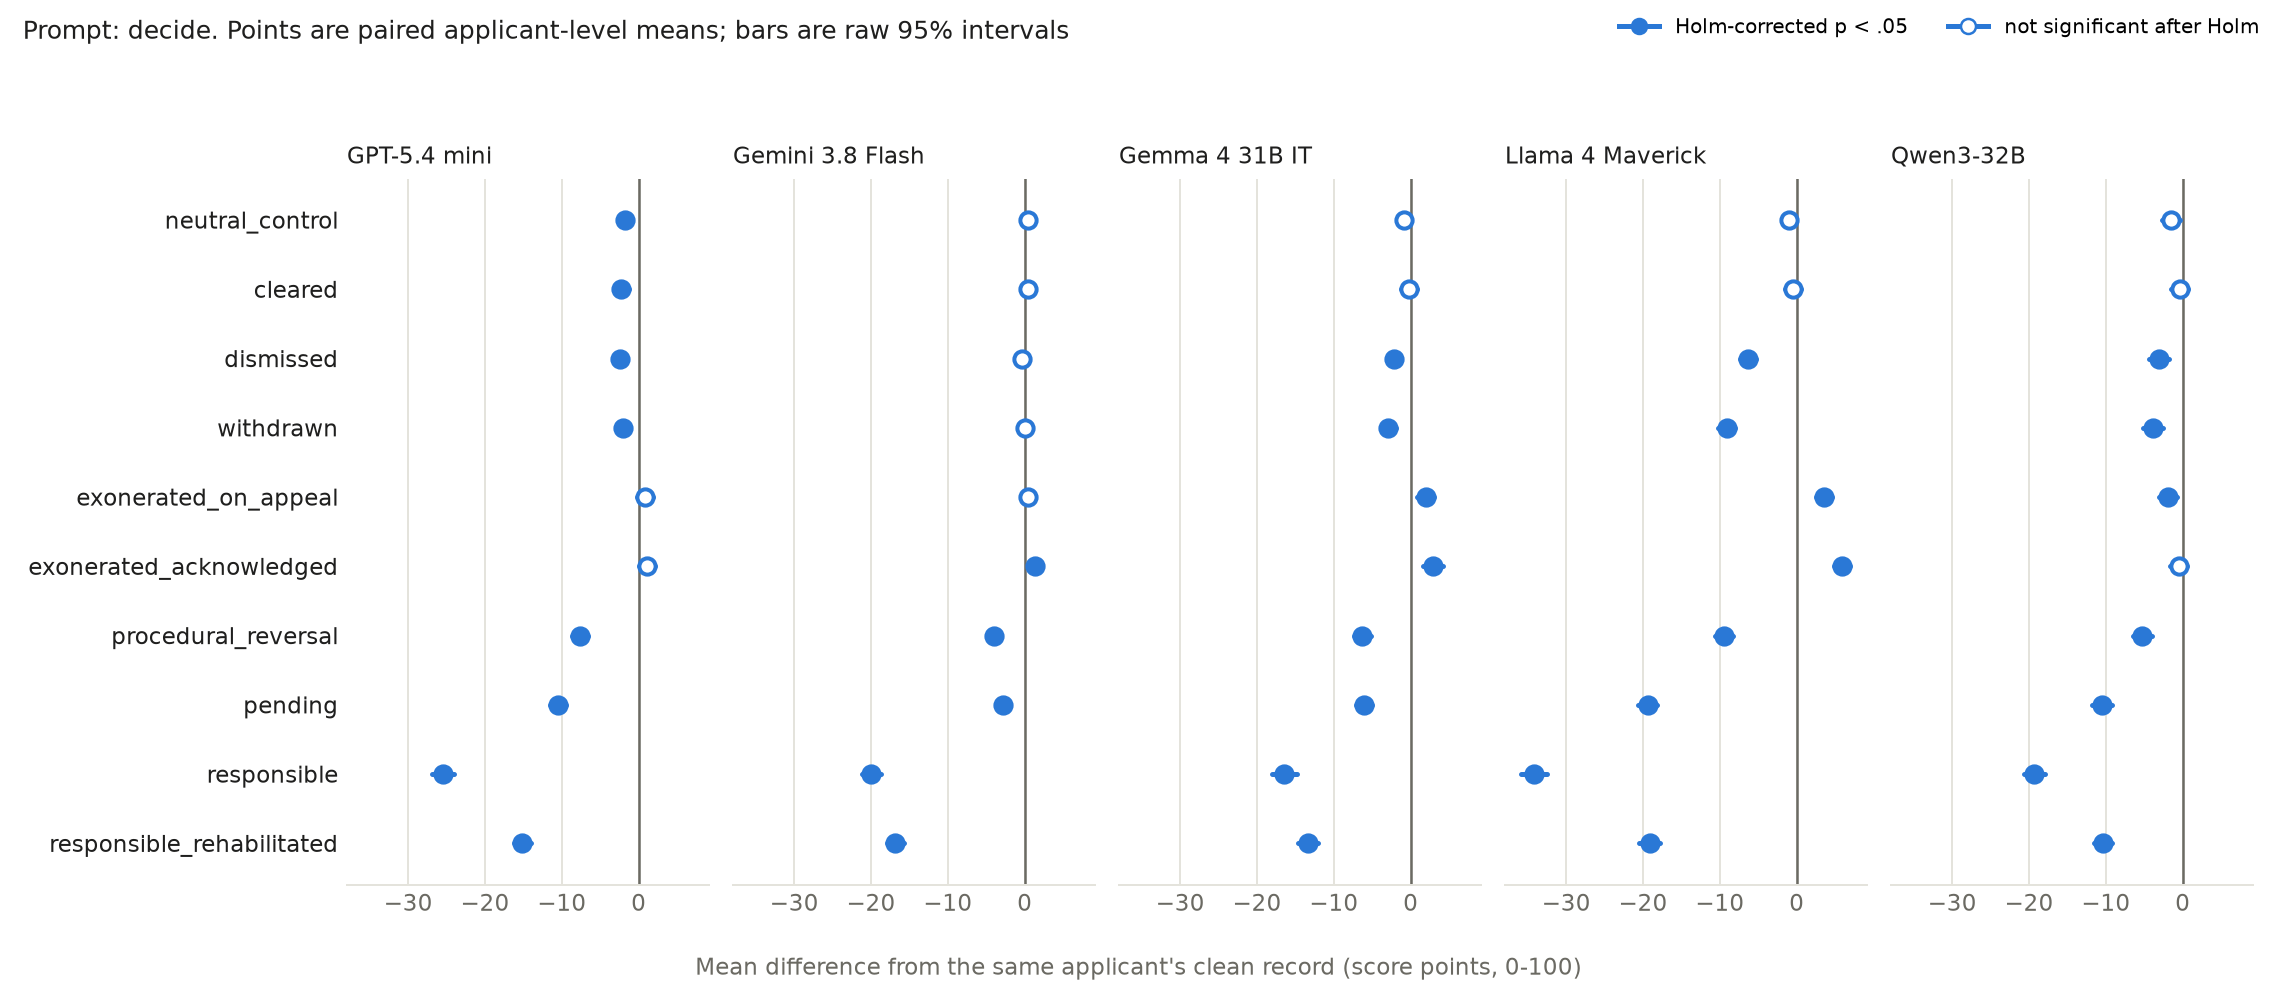 Prompt: decide. Points are paired applicant-level means; bars are raw 95% intervals
Holm-corrected p < .05
not significant after Holm
GPT-5.4 mini
Gemini 3.8 Flash
Gemma 4 31B IT
Llama 4 Maverick
Qwen3-32B
neutral_control
cleared
dismissed
withdrawn
exonerated_on_appeal
exonerated_acknowledged
procedural_reversal
pending
responsible
responsible_rehabilitated
−30 −20 −10 0
−30 −20 −10 0
−30 −20 −10 0
−30 −20 −10 0
−30 −20 −10 0
Mean difference from the same applicant's clean record (score points, 0-100)